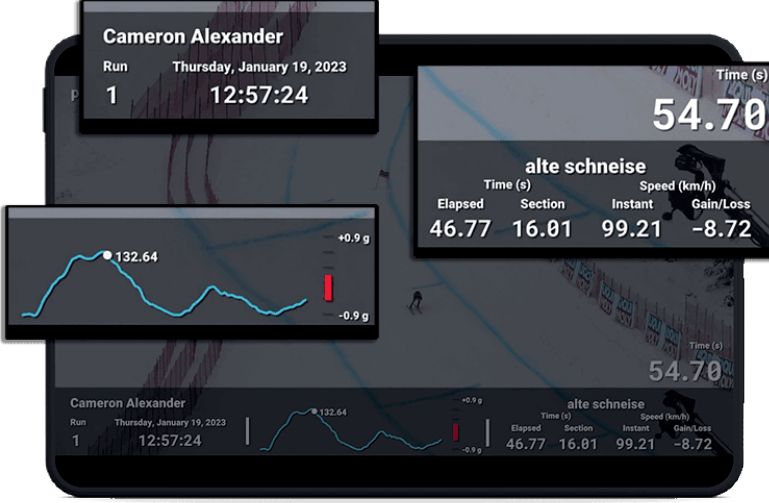 Cameron Alexander
Run Thursday, January 19, 2023
1 12:57:24
Time (s)
54.70
alte schneise
Time (s) Speed (km/h)
Elapsed Section Instant Gain/Loss
46.77 16.01 99.21 -8.72
+0.9 g
132.64
-0.9 g
Time (s)
54.70
Cameron Alexander
Run Thursday, January 19, 2023
1 12:57:24
132.64
+0.9 g
-0.9 g
alte schneise
Time (s) Speed (km/h)
Elapsed Section Instant Gain/Loss
46.77 16.01 99.21 -8.72